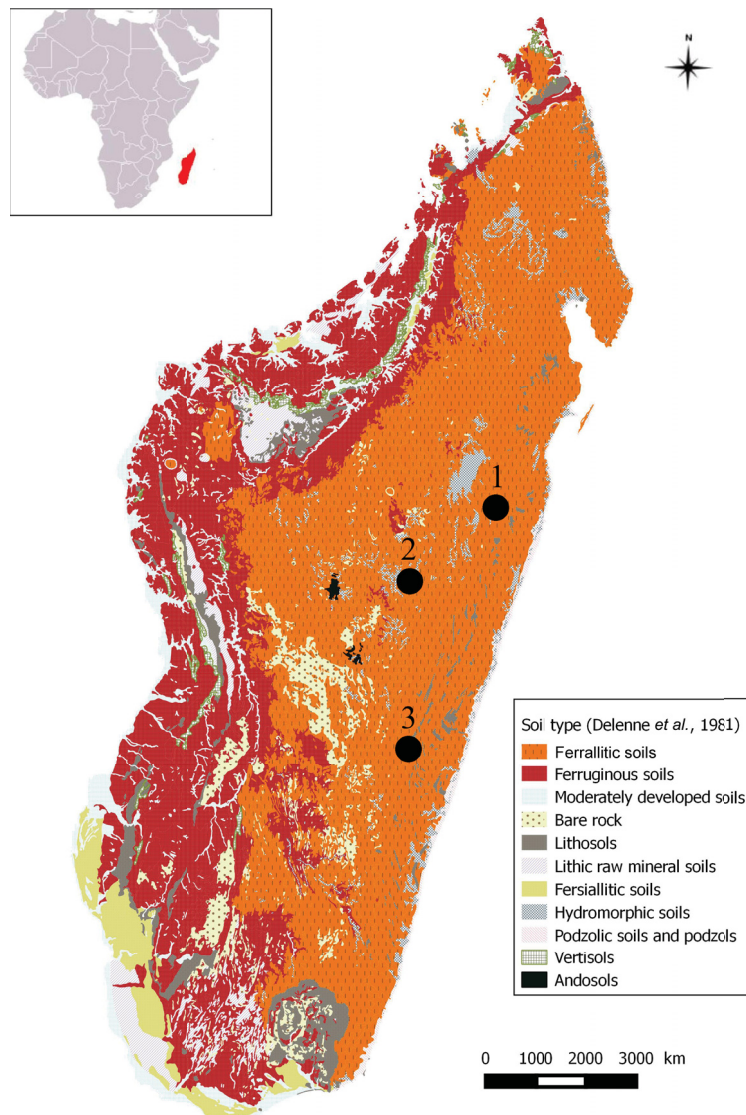 N
1
2
3
Soil type (Delenne et al., 1981)
Ferrallitic soils
Ferruginous soils
Moderately developed soils
Bare rock
Lithosols
Lithic raw mineral soils
Fersiallitic soils
Hydromorphic soils
Podzolic soils and podzols
Vertisols
Andosols
0 1000 2000 3000 km